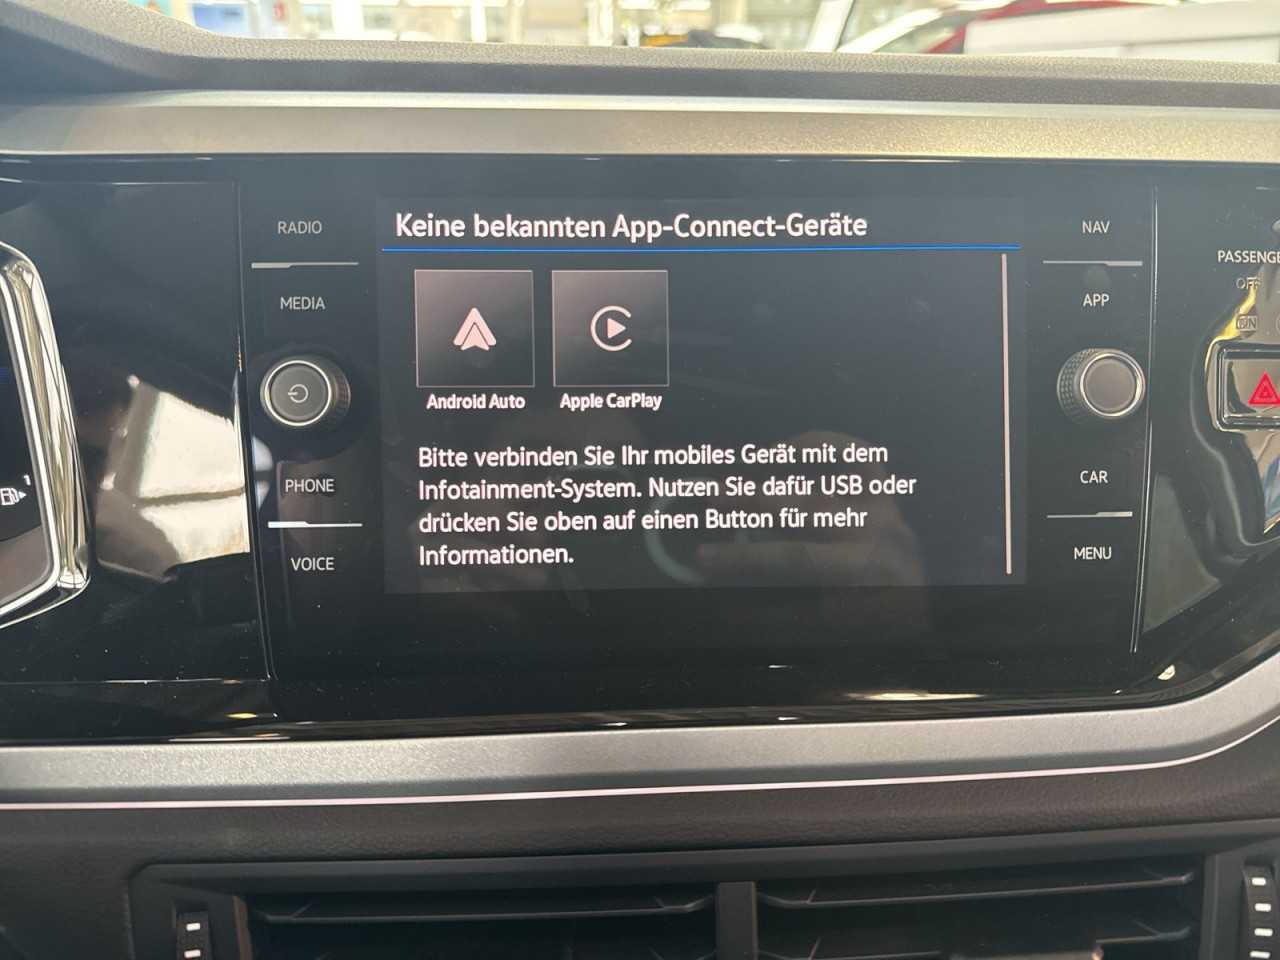 RADIO
MEDIA
PHONE
VOICE
Keine bekannten App-Connect-Geräte
Android Auto
Apple CarPlay
Bitte verbinden Sie Ihr mobiles Gerät mit dem
Infotainment-System. Nutzen Sie dafür USB oder
drücken Sie oben auf einen Button für mehr
Informationen.
NAV
APP
CAR
MENU
PASSENGE
OFF